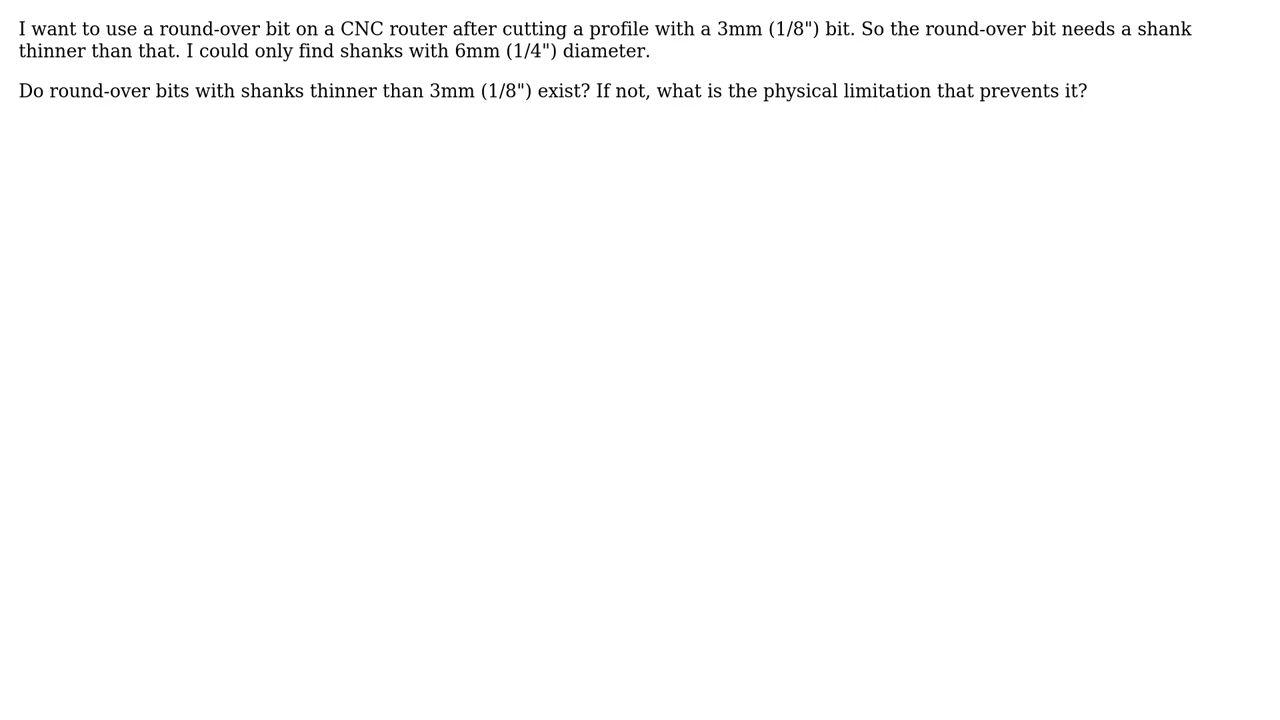 I want to use a round-over bit on a CNC router after cutting a profile with a 3mm (1/8") bit. So the round-over bit needs a shank
thinner than that. I could only find shanks with 6mm (1/4") diameter.
Do round-over bits with shanks thinner than 3mm (1/8") exist? If not, what is the physical limitation that prevents it?